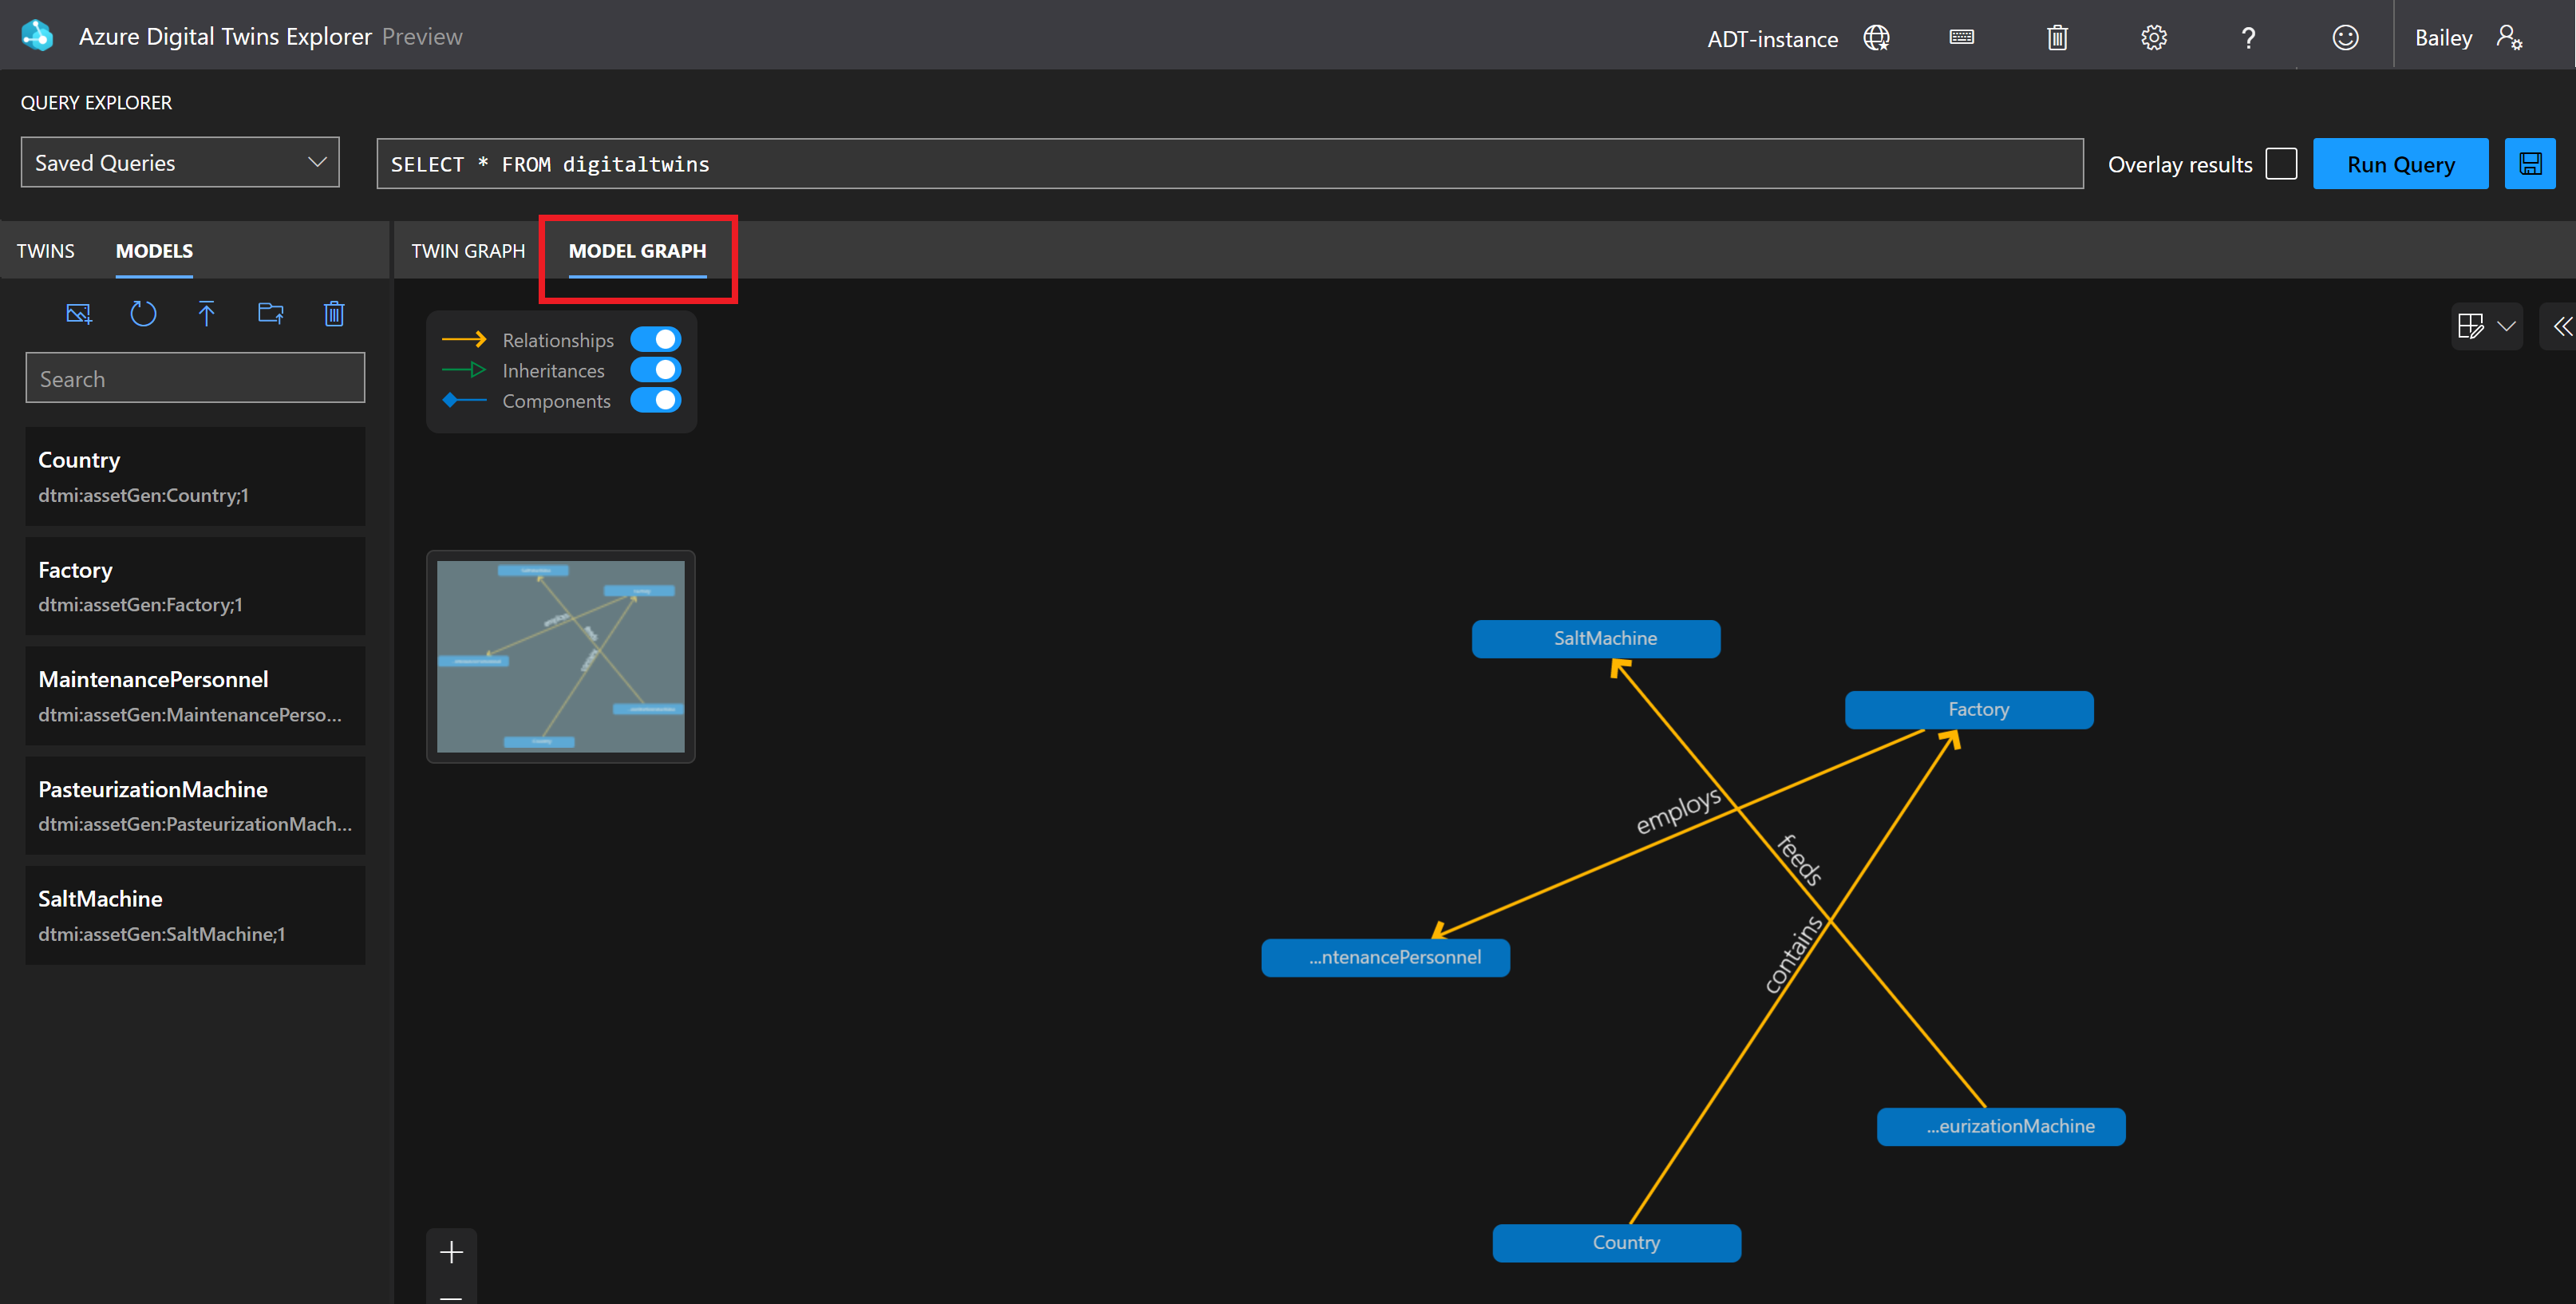 Azure Digital Twins Explorer Preview
ADT-instance
?
Bailey
QUERY EXPLORER
Saved Queries
SELECT * FROM digitaltwins
Overlay results
Run Query
TWINS
MODELS
TWIN GRAPH
MODEL GRAPH
Relationships
Inheritances
Components
Search
Country
dtmi:assetGen:Country;1
Factory
dtmi:assetGen:Factory;1
MaintenancePersonnel
dtmi:assetGen:MaintenancePerso...
PasteurizationMachine
dtmi:assetGen:PasteurizationMach...
SaltMachine
dtmi:assetGen:SaltMachine;1
SaltMachine
Factory
employs
feeds
contains
...ntenancePersonnel
...eurizationMachine
Country